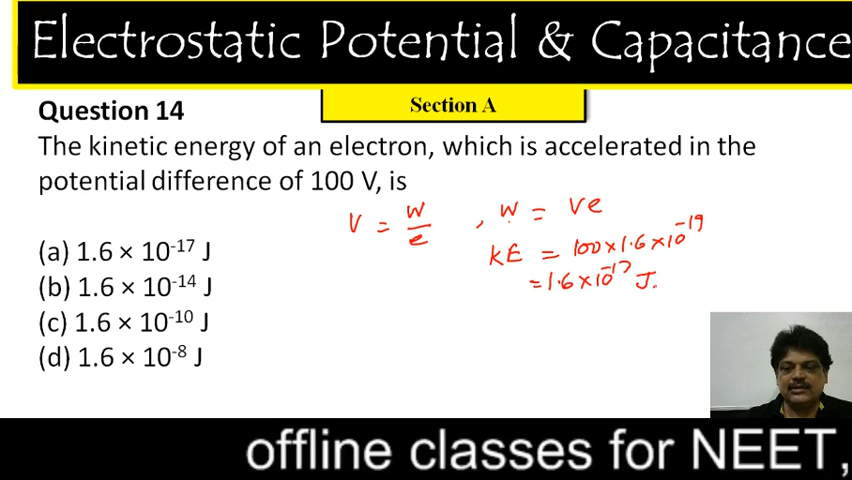 Electrostatic Potential & Capacitance
Section A
Question 14
The kinetic energy of an electron, which is accelerated in the
potential difference of 100 V, is
V = W/e , W = Ve
KE = 100 × 1.6 × 10⁻¹⁹
= 1.6 × 10⁻¹⁷ J.
(a) 1.6 × 10⁻¹⁷ J
(b) 1.6 × 10⁻¹⁴ J
(c) 1.6 × 10⁻¹⁰ J
(d) 1.6 × 10⁻⁸ J
offline classes for NEET,